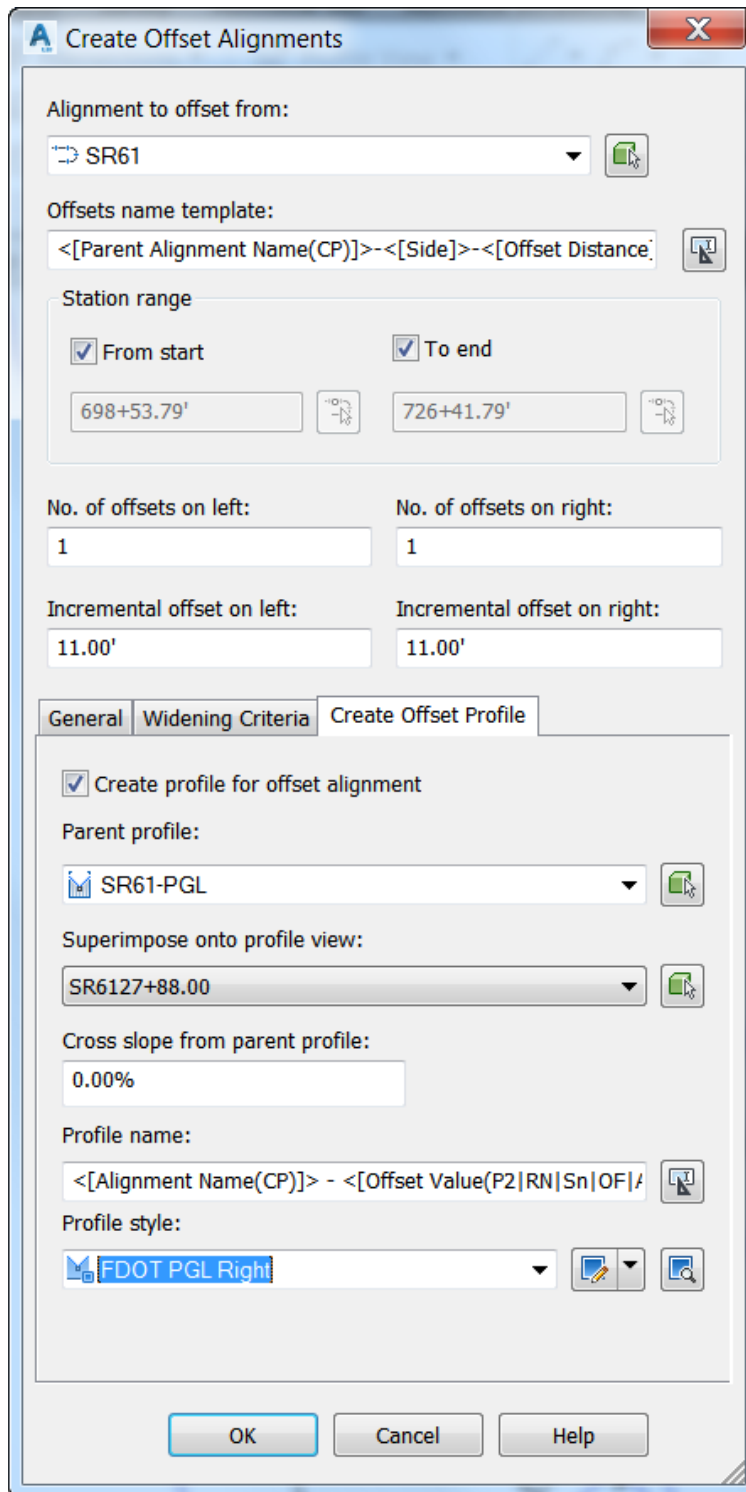 Create Offset Alignments
Alignment to offset from:
SR61
Offsets name template:
<[Parent Alignment Name(CP)]>-<[Side]>-<[Offset Distance]
Station range
From start To end
698+53.79' 726+41.79'
No. of offsets on left: No. of offsets on right:
1 1
Incremental offset on left: Incremental offset on right:
11.00' 11.00'
General Widening Criteria Create Offset Profile
Create profile for offset alignment
Parent profile:
SR61-PGL
Superimpose onto profile view:
SR6127+88.00
Cross slope from parent profile:
0.00%
Profile name:
<[Alignment Name(CP)]> - <[Offset Value(P2|RN|Sn|OF|A
Profile style:
FDOT PGL Right
OK Cancel Help